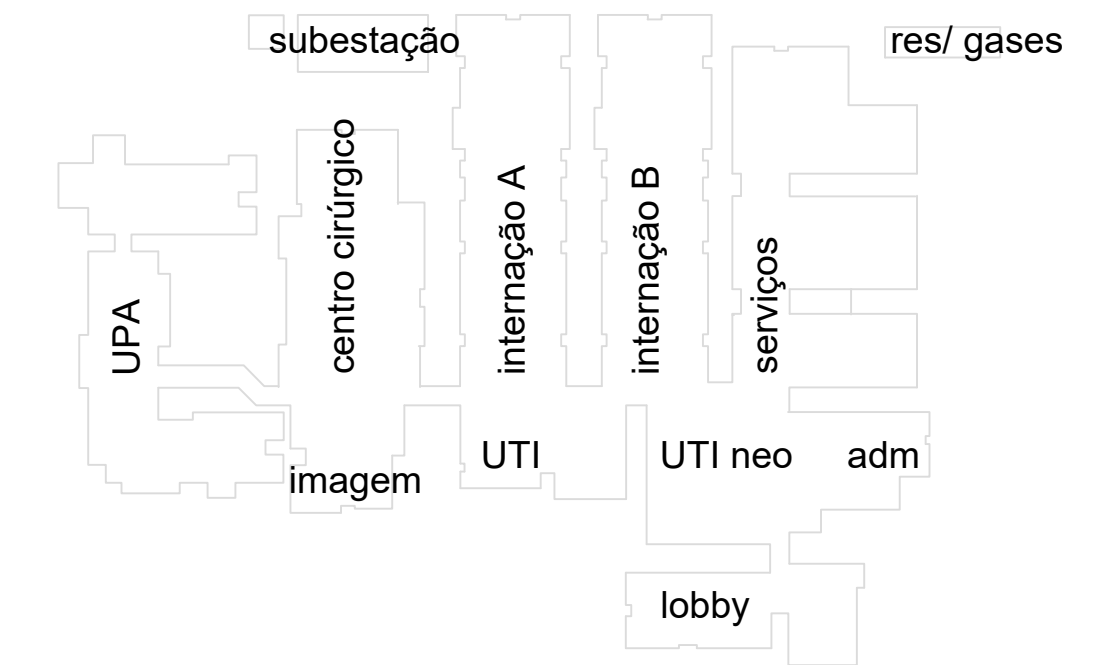 subestação
res/ gases
centro cirúrgico
internação A
internação B
serviços
UPA
UTI
UTI neo
adm
imagem
lobby